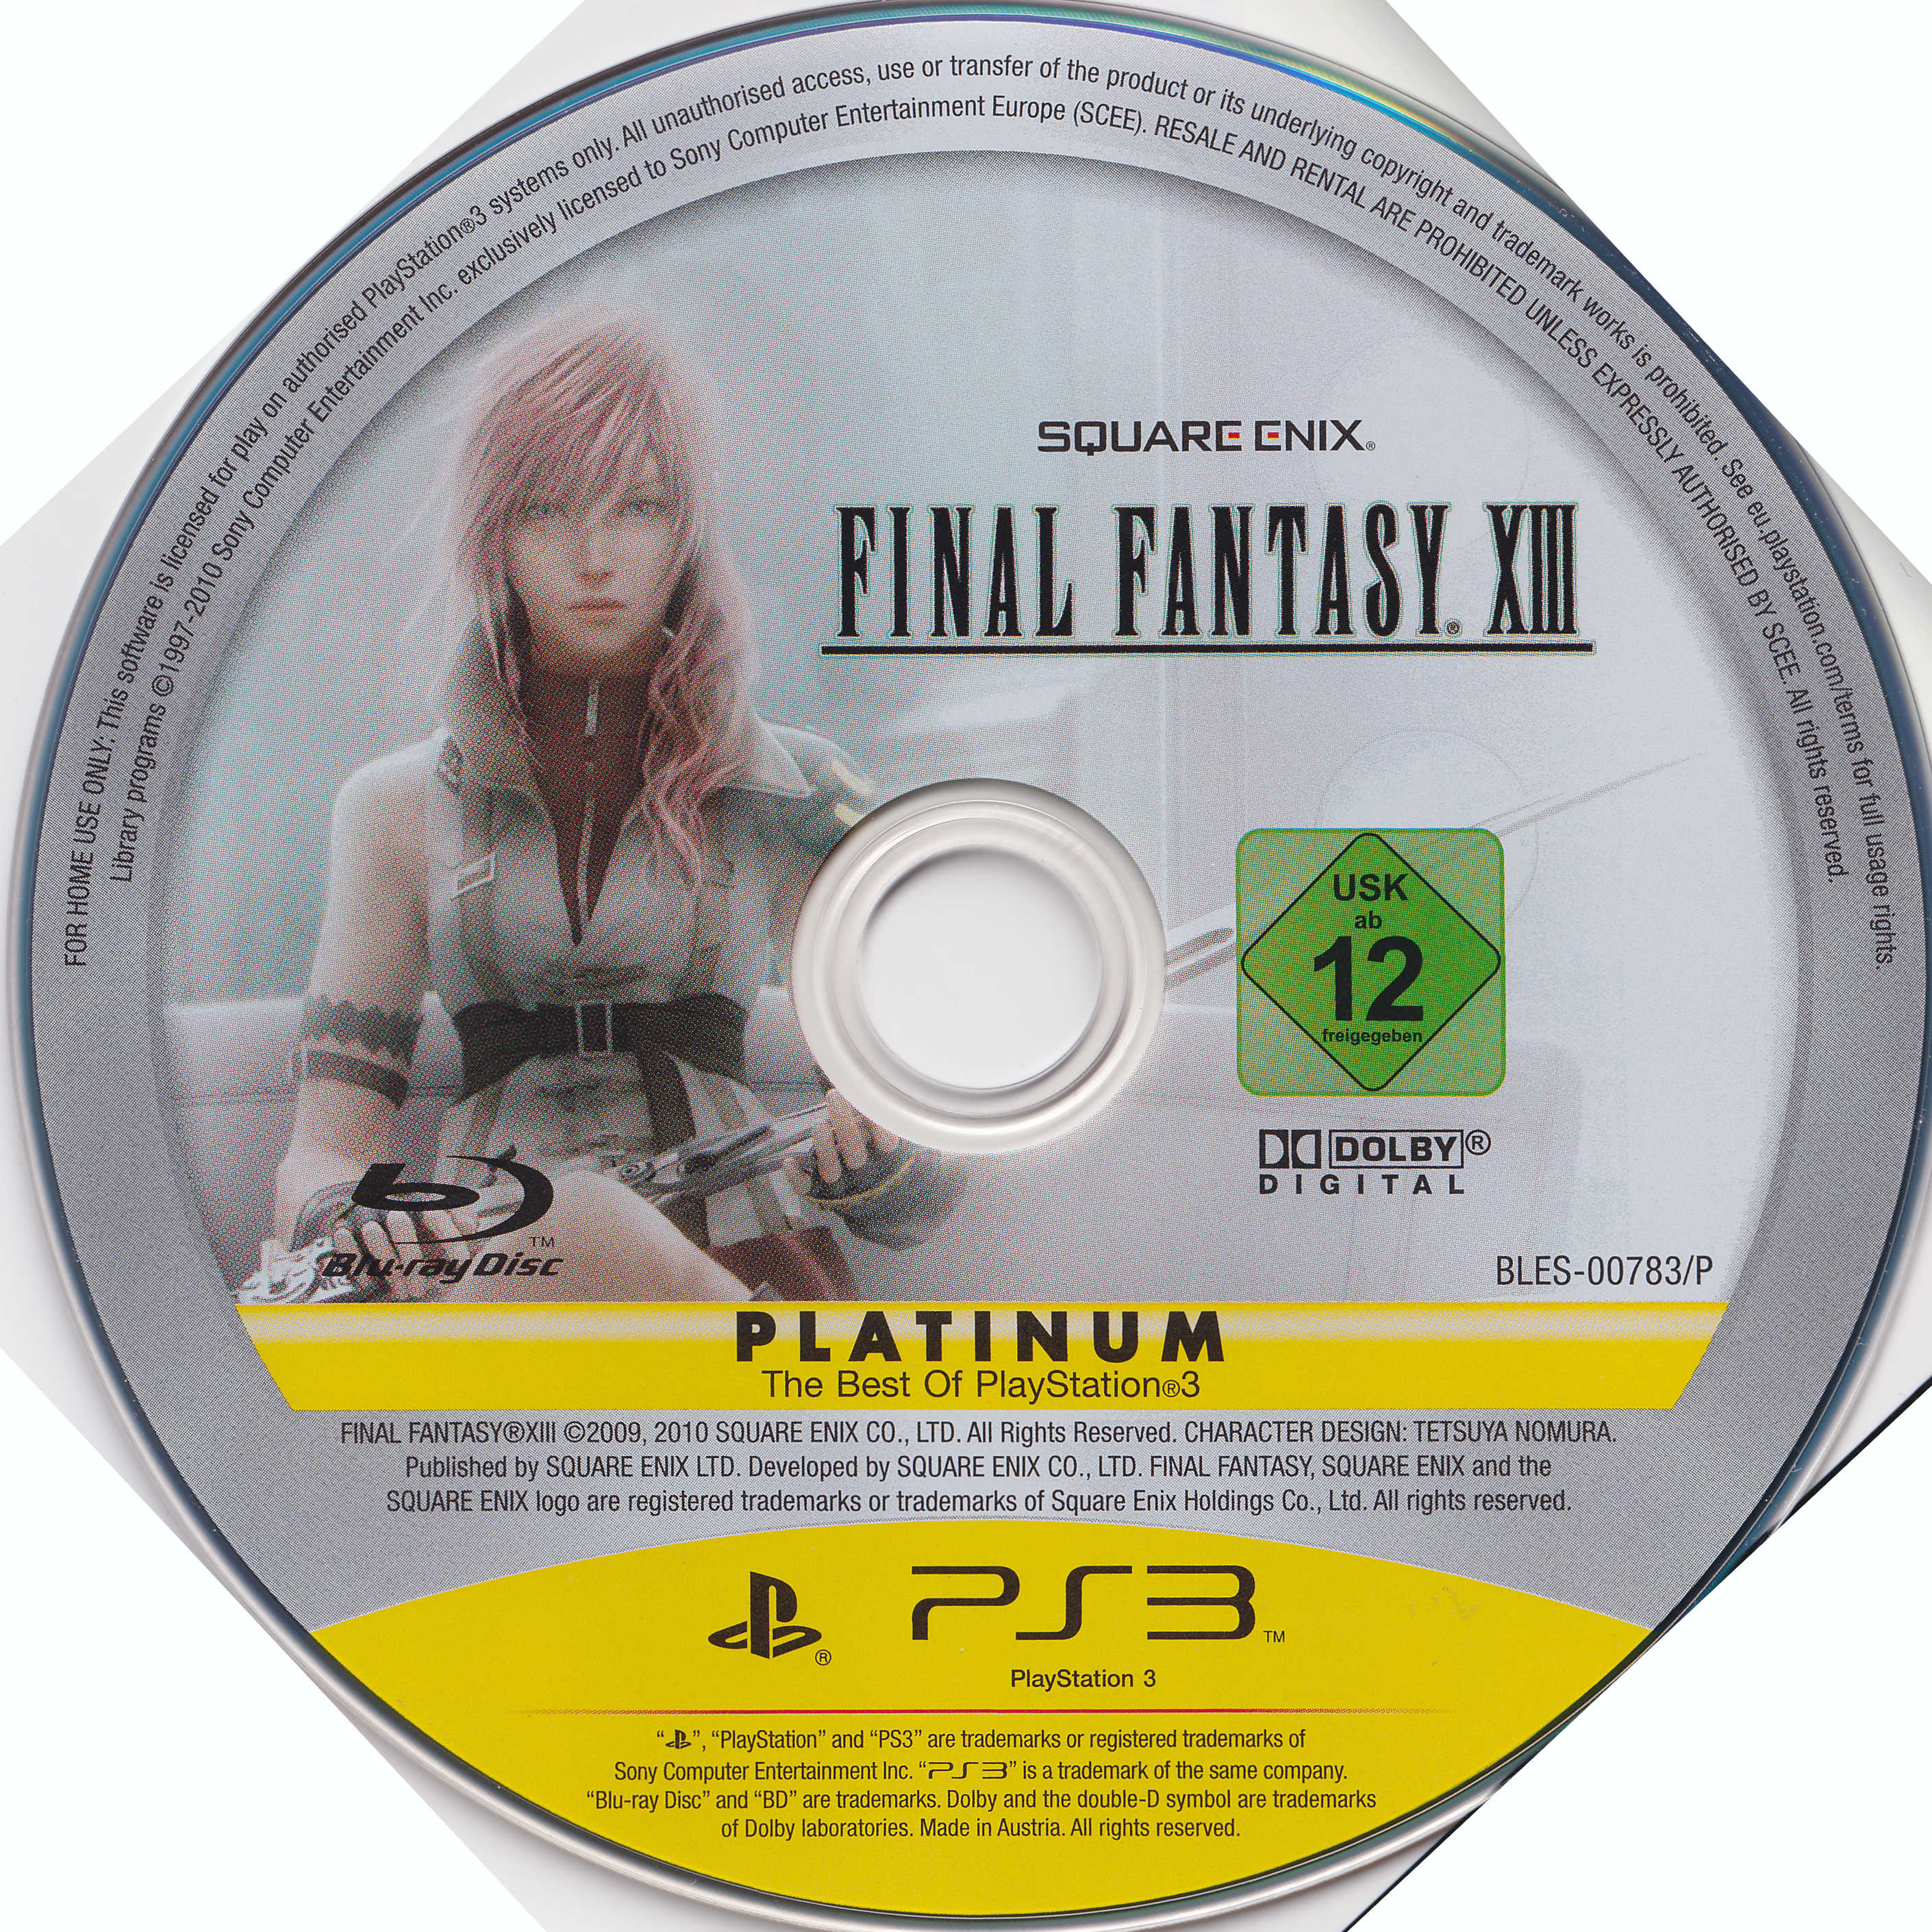 FOR HOME USE ONLY: This software is licensed for play on authorised PlayStation®3 systems only. All unauthorised access, use or transfer of the product or its underlying copyright and trademark works is prohibited. See eu.playstation.com/terms for full usage rights.
Library programs ©1997-2010 Sony Computer Entertainment Inc. exclusively licensed to Sony Computer Entertainment Europe (SCEE). RESALE AND RENTAL ARE PROHIBITED UNLESS EXPRESSLY AUTHORISED BY SCEE. All rights reserved.
SQUARE ENIX®
FINAL FANTASY® XIII
USK
ab
12
freigegeben
DOLBY®
DIGITAL
Blu-ray Disc™
BLES-00783/P
PLATINUM
The Best Of PlayStation®3
FINAL FANTASY®XIII ©2009, 2010 SQUARE ENIX CO., LTD. All Rights Reserved. CHARACTER DESIGN: TETSUYA NOMURA.
Published by SQUARE ENIX LTD. Developed by SQUARE ENIX CO., LTD. FINAL FANTASY, SQUARE ENIX and the
SQUARE ENIX logo are registered trademarks or trademarks of Square Enix Holdings Co., Ltd. All rights reserved.
® PS3™
PlayStation 3
“ ”, “PlayStation” and “PS3” are trademarks or registered trademarks of
Sony Computer Entertainment Inc. “PS3” is a trademark of the same company.
“Blu-ray Disc” and “BD” are trademarks. Dolby and the double-D symbol are trademarks
of Dolby laboratories. Made in Austria. All rights reserved.